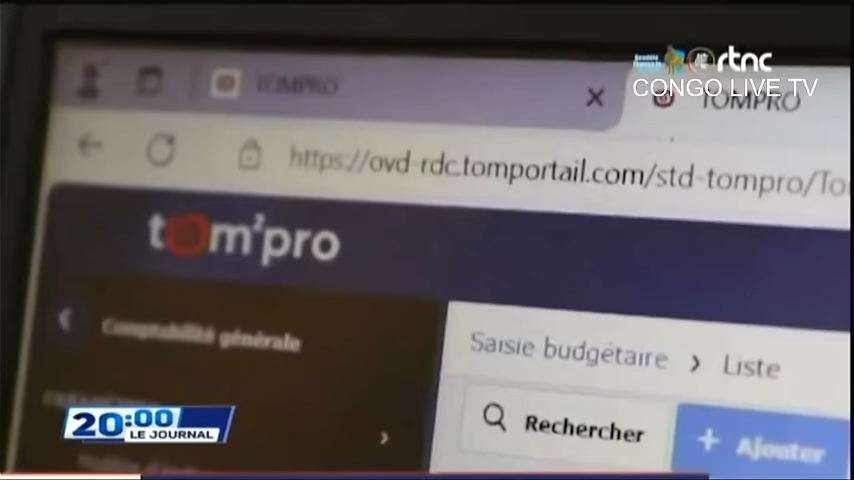 rtnc
CONGO LIVE TV
TOMPRO
TOMPRO
https://ovd-rdc.tomportail.com/std-tompro/To
tom²pro
Comptabilité générale
Saisie budgétaire > Liste
Rechercher
+ Ajouter
20:00
LE JOURNAL